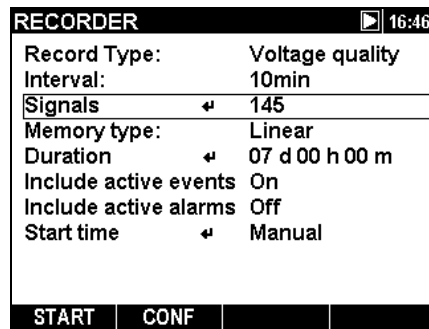 RECORDER 16:46
Record Type: Voltage quality
Interval: 10min
Signals ↵ 145
Memory type: Linear
Duration ↵ 07 d 00 h 00 m
Include active events On
Include active alarms Off
Start time ↵ Manual
START CONF